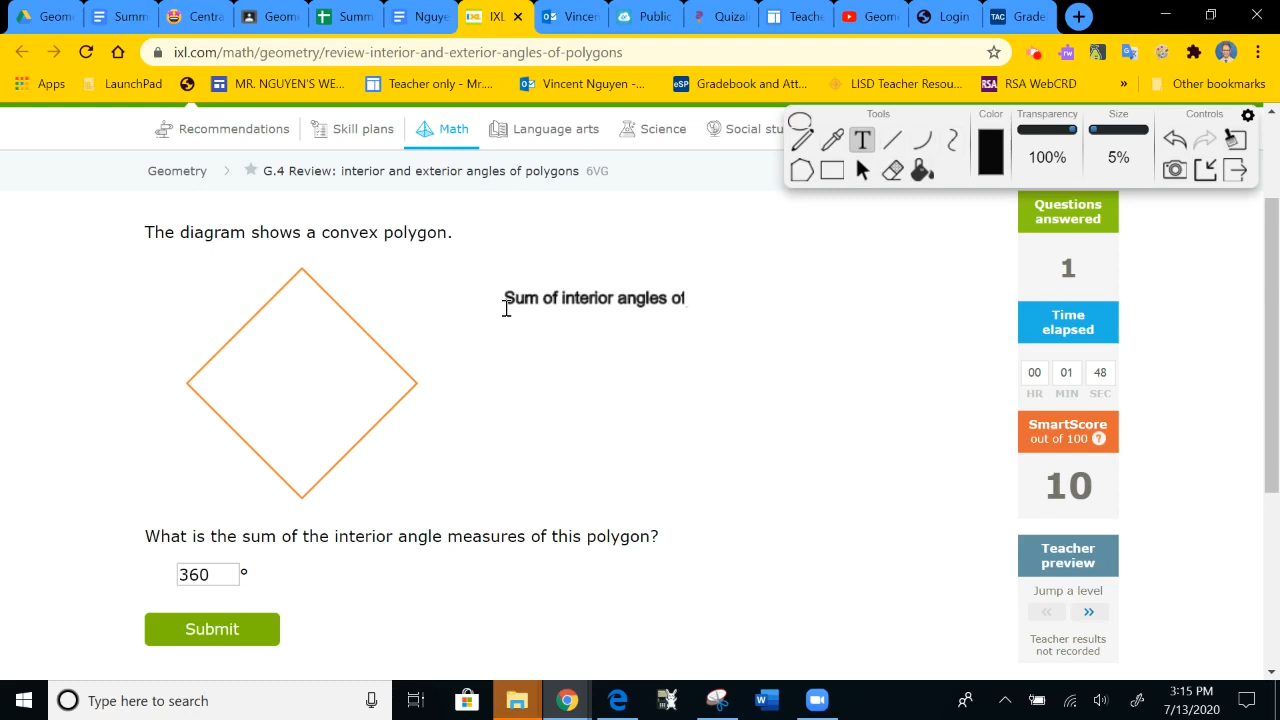 Geom
Summ
Centra
Geome
Summ
Nguye
IXL
Vincer
Public
Quizal
Teache
Geom
Login
TAC
Grade
ixl.com/math/geometry/review-interior-and-exterior-angles-of-polygons
Apps
LaunchPad
MR. NGUYEN'S WE...
Teacher only - Mr....
Vincent Nguyen -...
eSP
Gradebook and Att...
LISD Teacher Resou...
RSA
RSA WebCRD
»
Other bookmarks
Recommendations
Skill plans
Math
Language arts
Science
Social stu
Tools
Color
Transparency
Size
Controls
T
100%
5%
Geometry
G.4 Review: interior and exterior angles of polygons 6VG
The diagram shows a convex polygon.
Sum of interior angles of
What is the sum of the interior angle measures of this polygon?
360 °
Submit
Questions
answered
1
Time
elapsed
00 01 48
HR MIN SEC
SmartScore
out of 100 ?
10
Teacher
preview
Jump a level
« »
Teacher results
not recorded
Type here to search
3:15 PM
7/13/2020